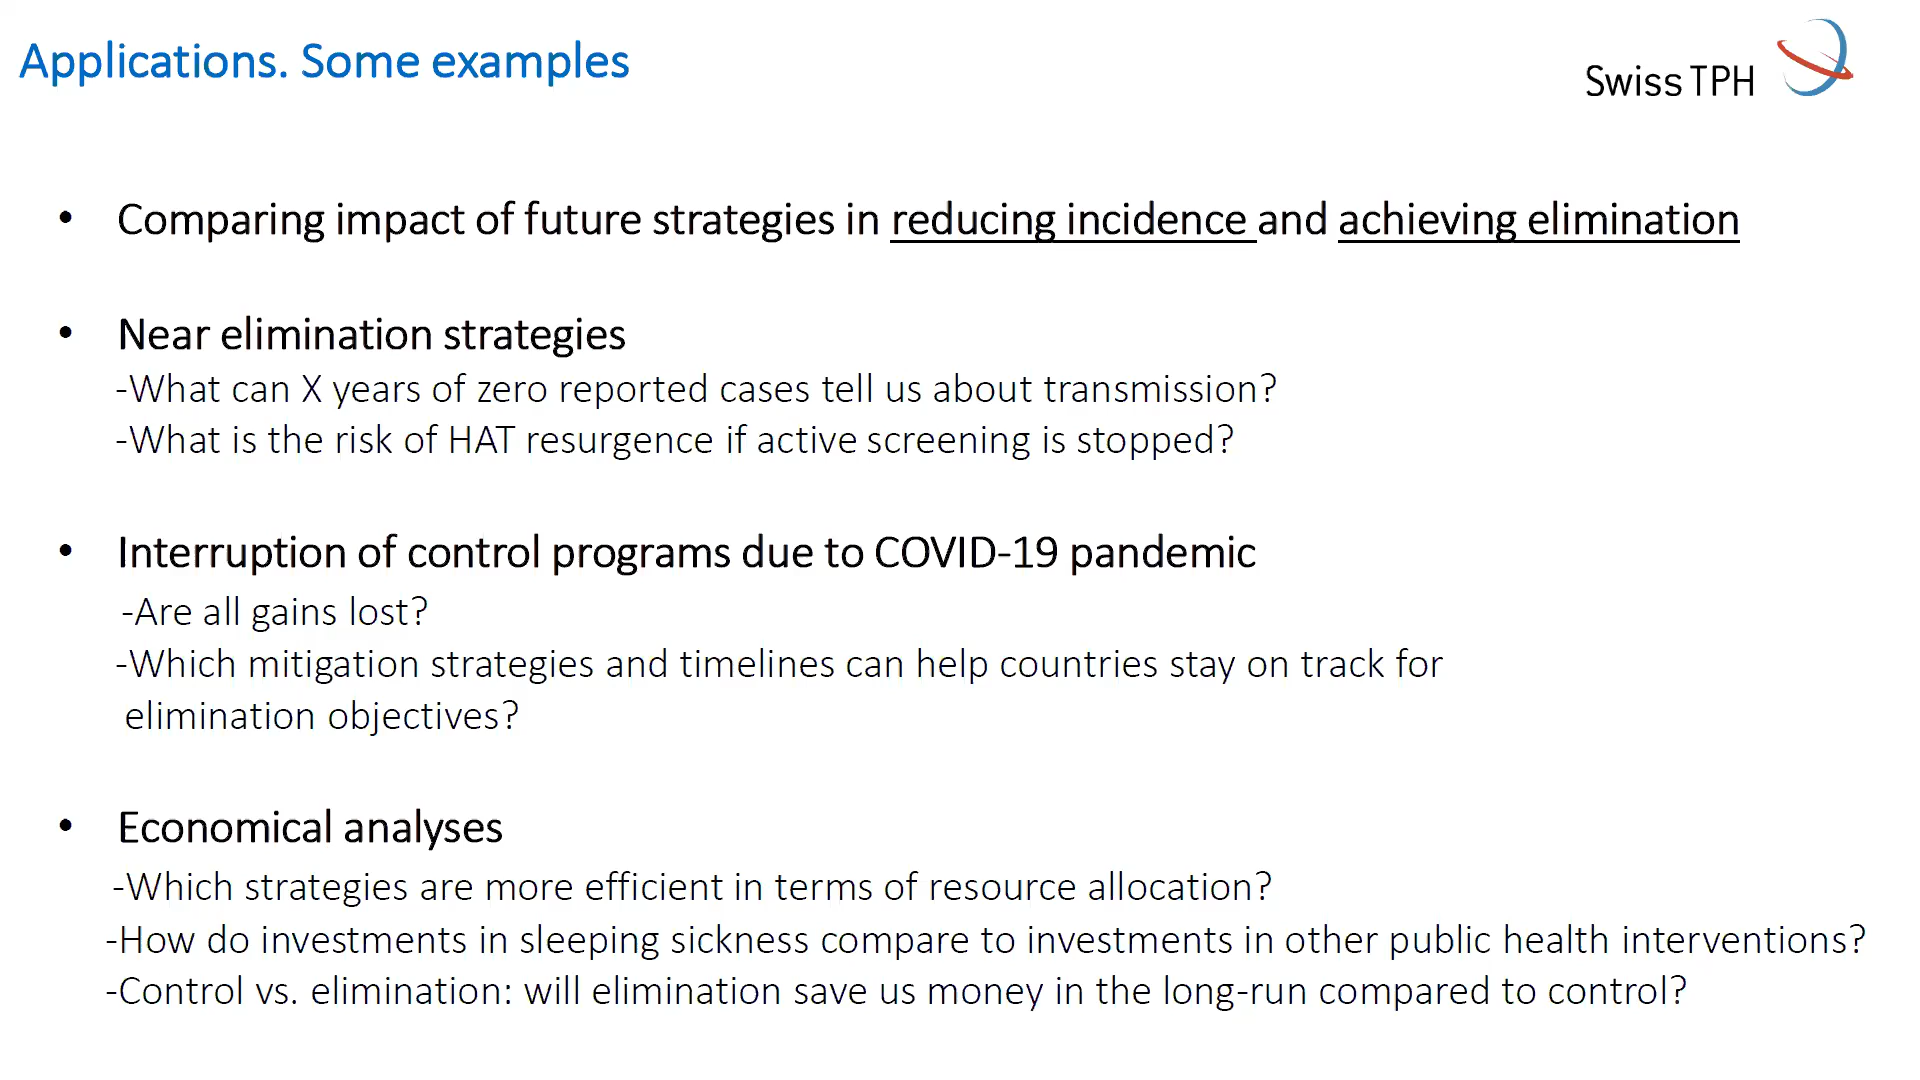 Applications. Some examples
Swiss TPH
• Comparing impact of future strategies in reducing incidence and achieving elimination
• Near elimination strategies
-What can X years of zero reported cases tell us about transmission?
-What is the risk of HAT resurgence if active screening is stopped?
• Interruption of control programs due to COVID-19 pandemic
-Are all gains lost?
-Which mitigation strategies and timelines can help countries stay on track for
elimination objectives?
• Economical analyses
-Which strategies are more efficient in terms of resource allocation?
-How do investments in sleeping sickness compare to investments in other public health interventions?
-Control vs. elimination: will elimination save us money in the long-run compared to control?